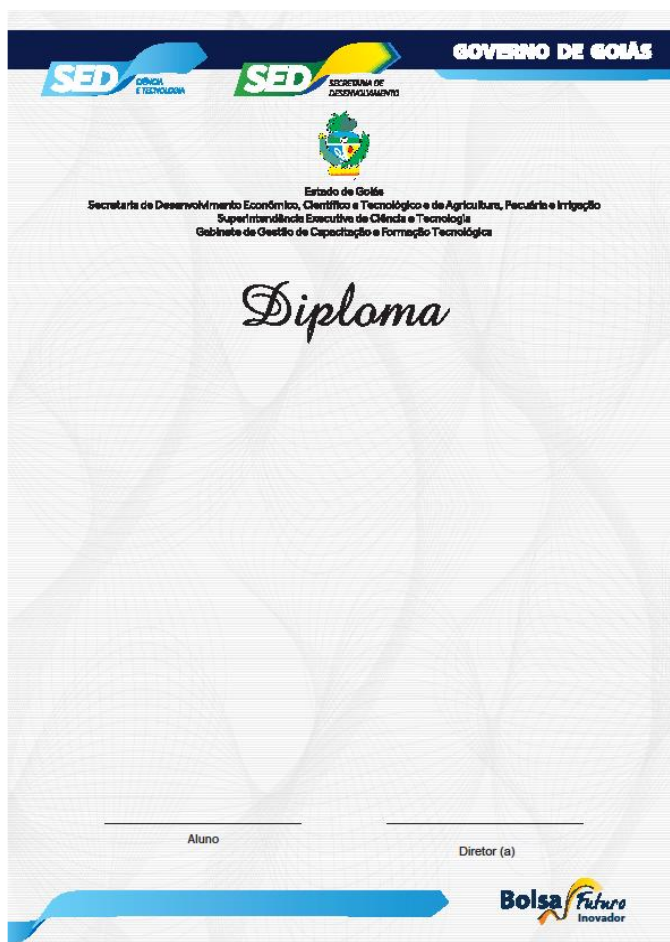 GOVERNO DE GOIÁS
SED CIÊNCIA
E TECNOLOGIA
SED SECRETARIA DE
DESENVOLVIMENTO
Estado de Goiás
Secretaria de Desenvolvimento Econômico, Científico e Tecnológico e de Agricultura, Pecuária e Irrigação
Superintendência Executiva de Ciência e Tecnologia
Gabinete de Gestão de Capacitação e Formação Tecnológica
Diploma
Aluno
Diretor (a)
Bolsa Futuro
Inovador